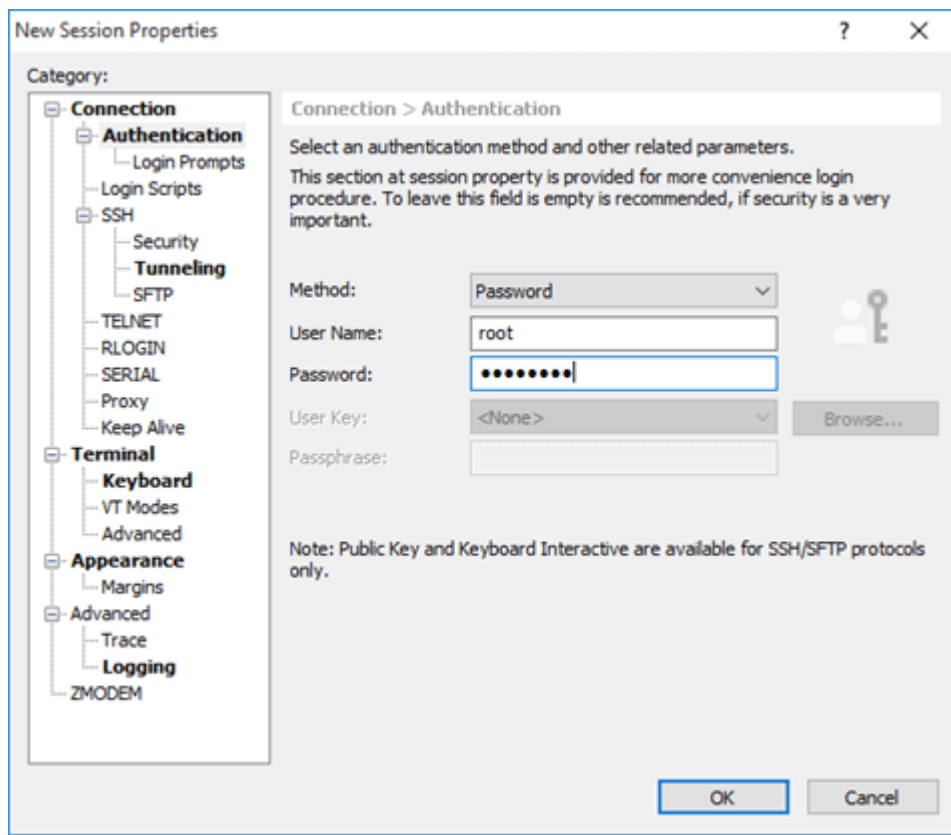 New Session Properties
Category:
Connection
Authentication
Login Prompts
Login Scripts
SSH
Security
Tunneling
SFTP
TELNET
RLOGIN
SERIAL
Proxy
Keep Alive
Terminal
Keyboard
VT Modes
Advanced
Appearance
Margins
Advanced
Trace
Logging
ZMODEM
Connection > Authentication
Select an authentication method and other related parameters.
This section at session property is provided for more convenience login
procedure. To leave this field is empty is recommended, if security is a very
important.
Method:
Password
User Name:
root
Password:
●●●●●●●●
User Key:
<None>
Browse...
Passphrase:
Note: Public Key and Keyboard Interactive are available for SSH/SFTP protocols
only.
OK
Cancel